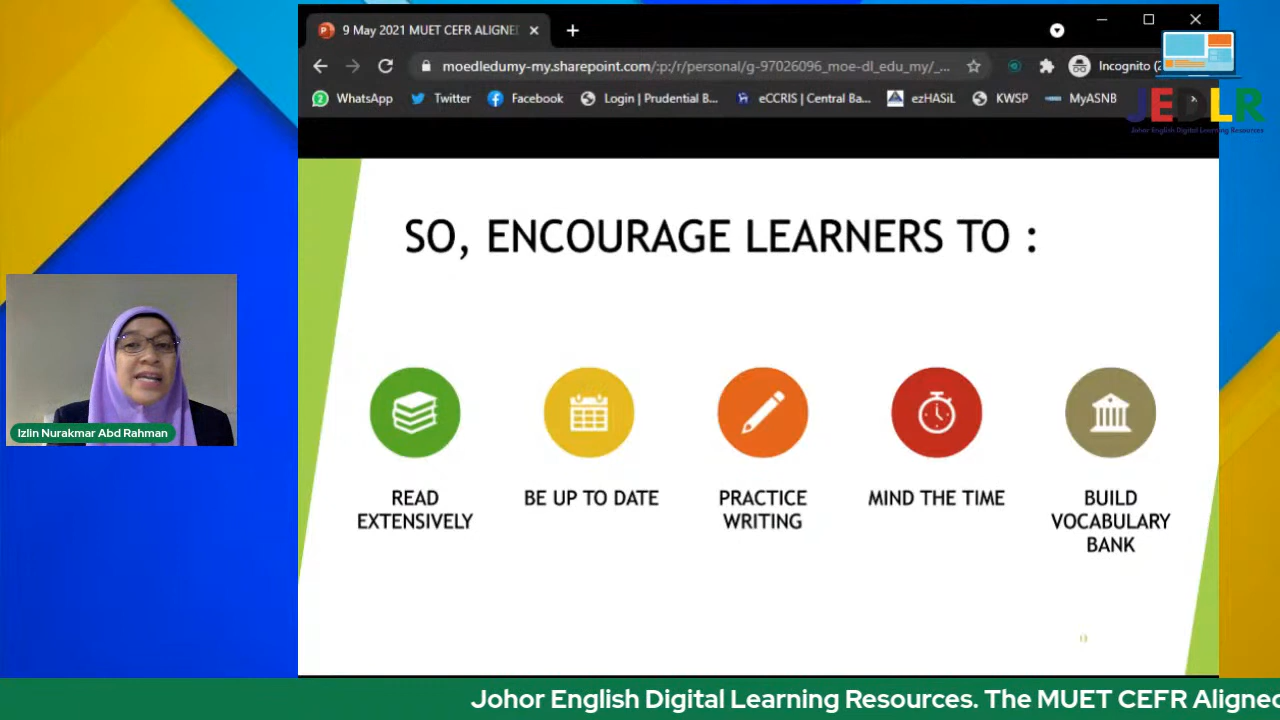 9 May 2021 MUET CEFR ALIGNED
moedledumy-my.sharepoint.com/:p:/r/personal/g-97026096_moe-dl_edu_my/_...
Incognito (2
WhatsApp
Twitter
Facebook
Login | Prudential B...
eCCRIS | Central Ba...
ezHASiL
KWSP
MyASNB
JEDLR
Johor English Digital Learning Resources
SO, ENCOURAGE LEARNERS TO :
READ
EXTENSIVELY
BE UP TO DATE
PRACTICE
WRITING
MIND THE TIME
BUILD
VOCABULARY
BANK
Izlin Nurakmar Abd Rahman
Johor English Digital Learning Resources. The MUET CEFR Aligned